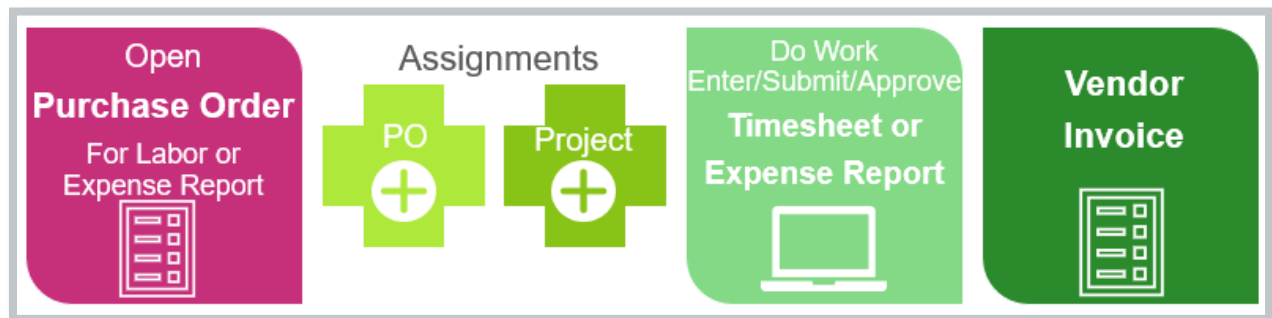 Open
Purchase Order
For Labor or
Expense Report
Assignments
PO
Project
Do Work
Enter/Submit/Approve
Timesheet or
Expense Report
Vendor
Invoice